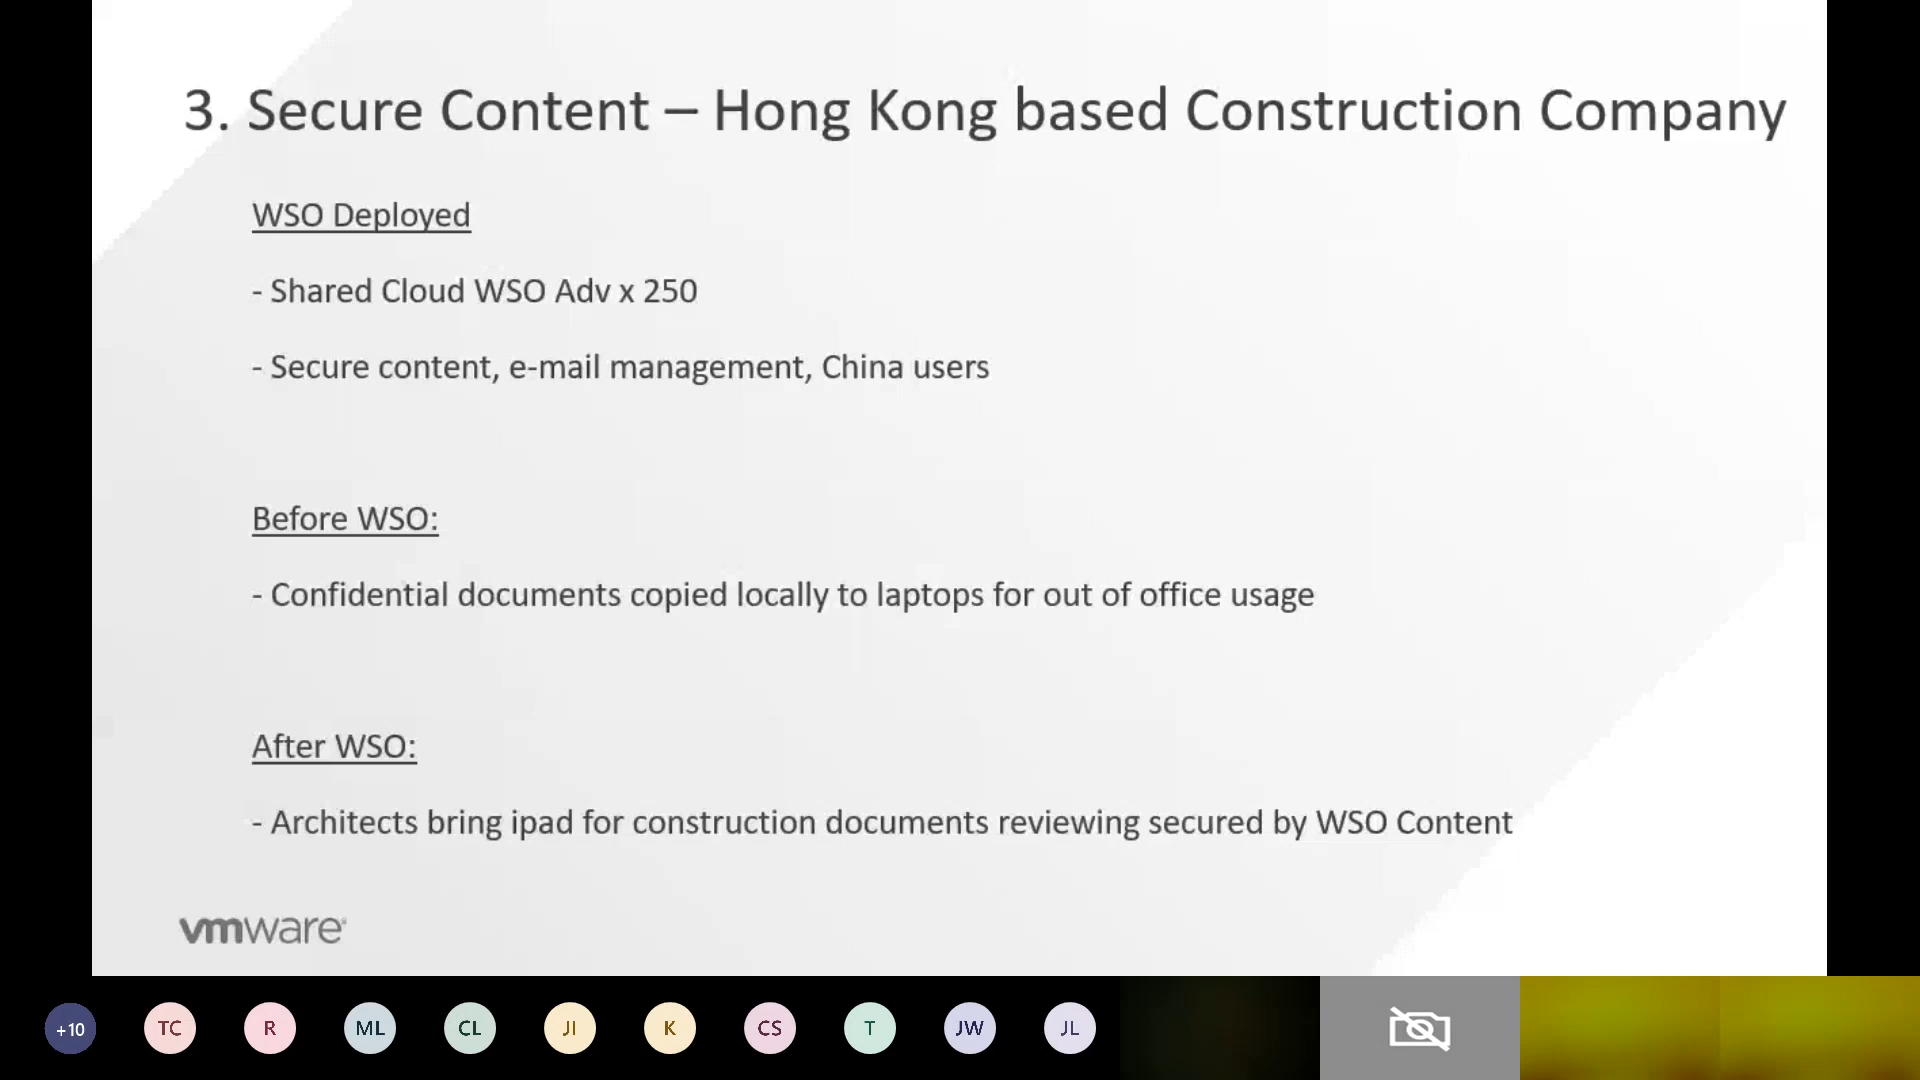 3. Secure Content – Hong Kong based Construction Company
WSO Deployed
- Shared Cloud WSO Adv x 250
- Secure content, e-mail management, China users
Before WSO:
- Confidential documents copied locally to laptops for out of office usage
After WSO:
- Architects bring ipad for construction documents reviewing secured by WSO Content
vmware
+10 TC R ML CL JI K CS T JW JL